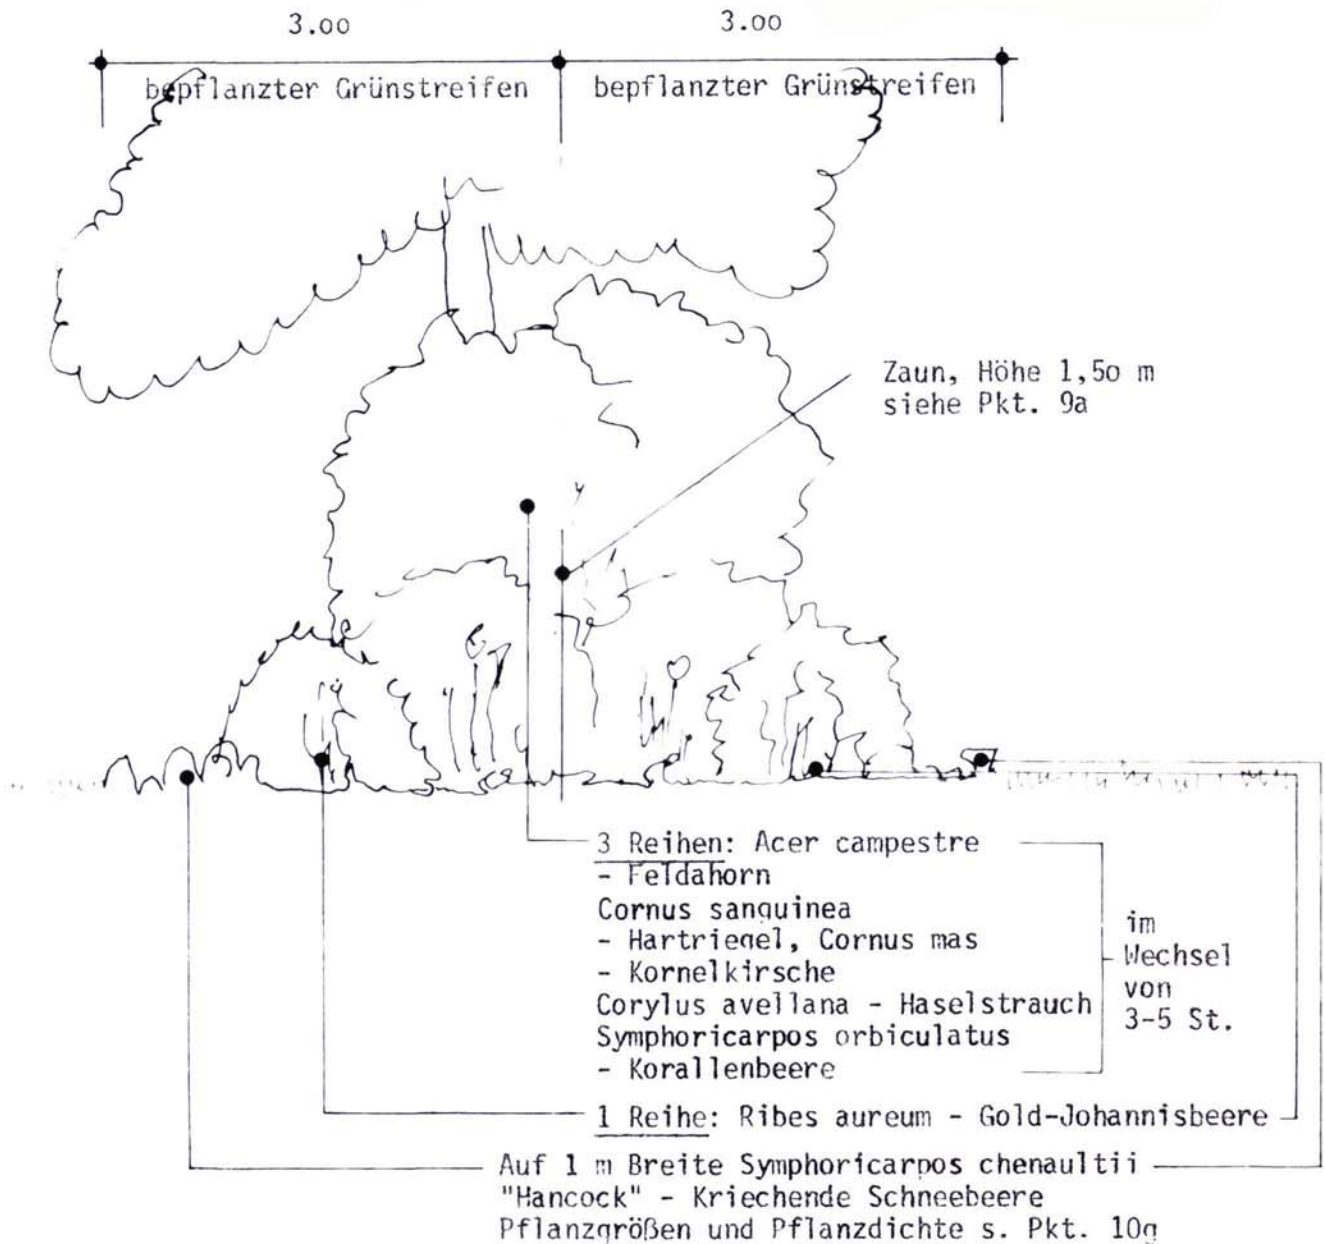 3.00 3.00
bepflanzter Grünstreifen bepflanzter Grünstreifen
Zaun, Höhe 1,50 m
siehe Pkt. 9a
3 Reihen: Acer campestre
- Feldahorn
Cornus sanguinea
- Hartriegel, Cornus mas
- Kornelkirsche
Corylus avellana - Haselstrauch
Symphoricarpos orbiculatus
- Korallenbeere
im
Wechsel
von
3-5 St.
1 Reihe: Ribes aureum - Gold-Johannisbeere
Auf 1 m Breite Symphoricarpos chenaultii
"Hancock" - Kriechende Schneebeere
Pflanzgrößen und Pflanzdichte s. Pkt. 10g